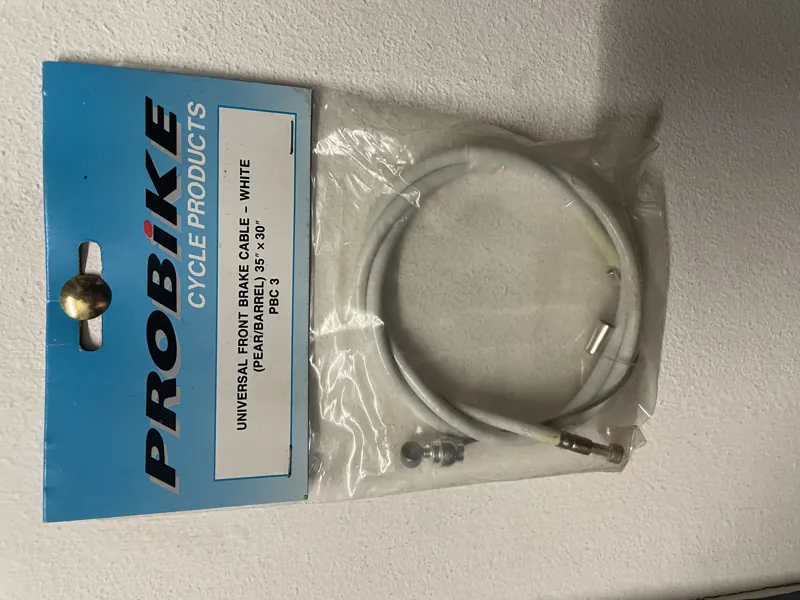 PROBiKE
CYCLE PRODUCTS
UNIVERSAL FRONT BRAKE CABLE – WHITE
(PEAR/BARREL) 35" x 30"
PBC 3